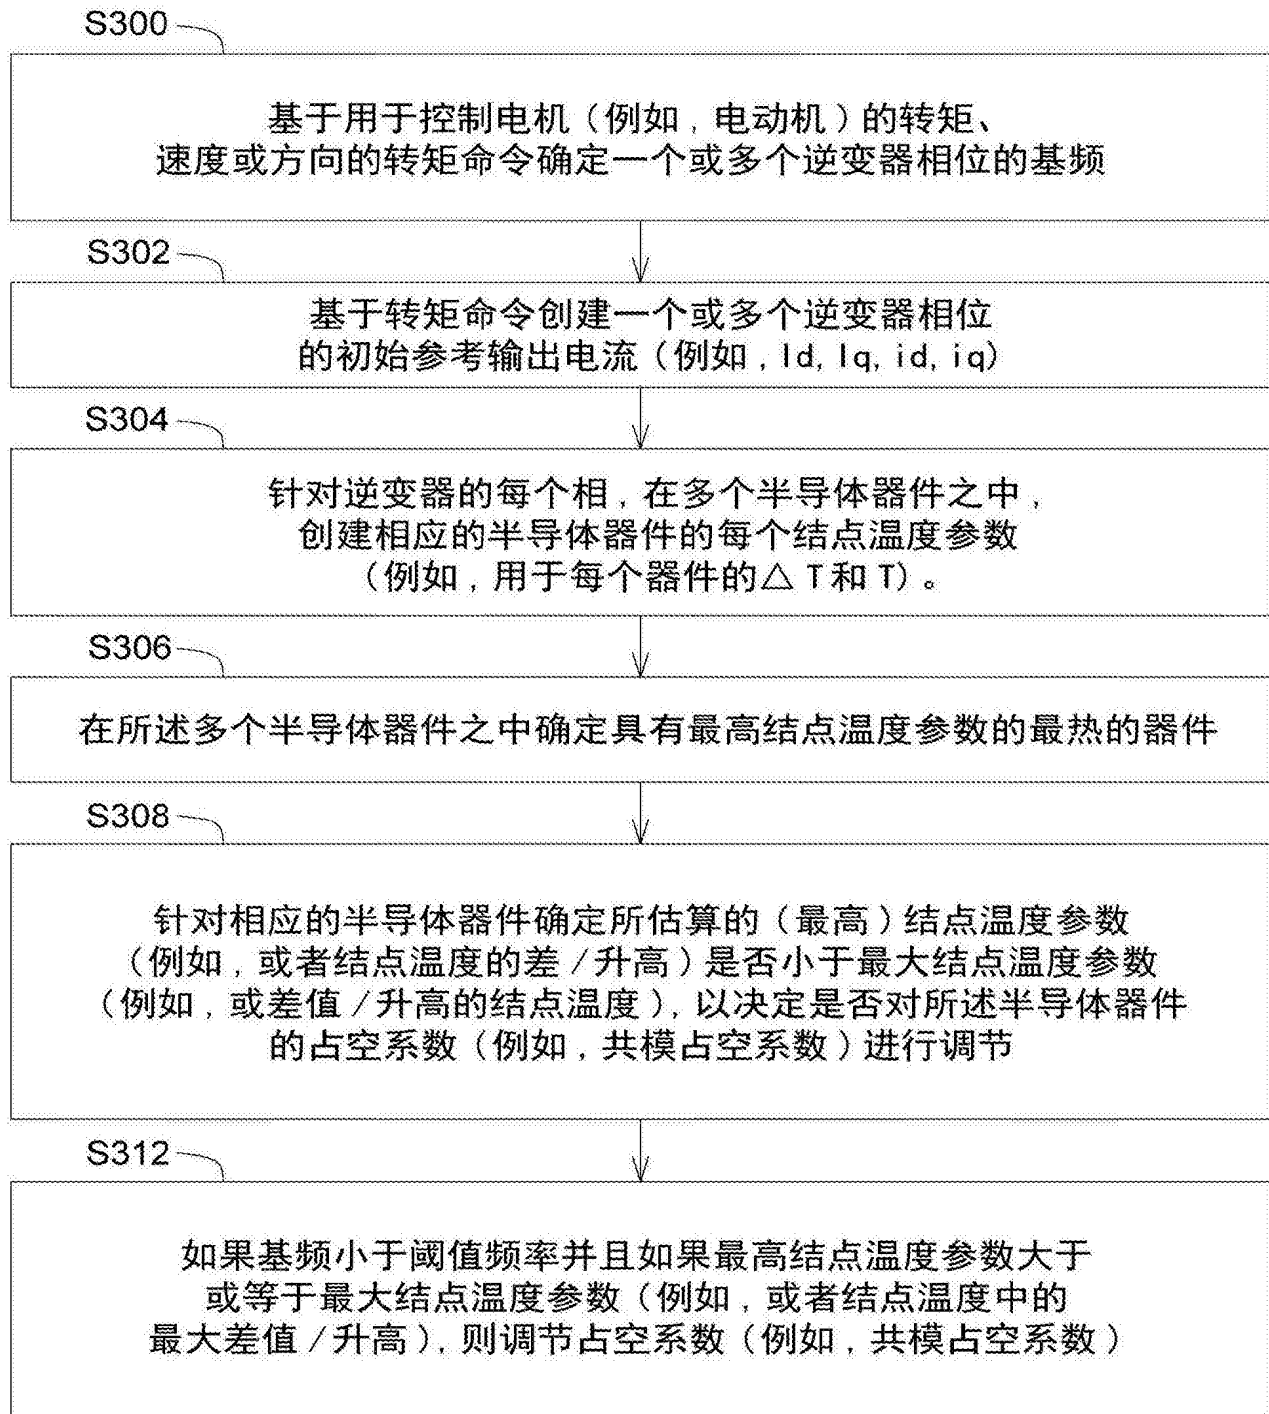 S300
基于用于控制电机(例如,电动机)的转矩、
速度或方向的转矩命令确定一个或多个逆变器相位的基频
S302
基于转矩命令创建一个或多个逆变器相位
的初始参考输出电流(例如,Id, Iq, id, iq)
S304
针对逆变器的每个相,在多个半导体器件之中,
创建相应的半导体器件的每个结点温度参数
(例如,用于每个器件的△T和T)。
S306
在所述多个半导体器件之中确定具有最高结点温度参数的最热的器件
S308
针对相应的半导体器件确定所估算的(最高)结点温度参数
(例如,或者结点温度的差/升高)是否小于最大结点温度参数
(例如,或差值/升高的结点温度),以决定是否对所述半导体器件
的占空系数(例如,共模占空系数)进行调节
S312
如果基频小于阈值频率并且如果最高结点温度参数大于
或等于最大结点温度参数(例如,或者结点温度中的
最大差值/升高),则调节占空系数(例如,共模占空系数)